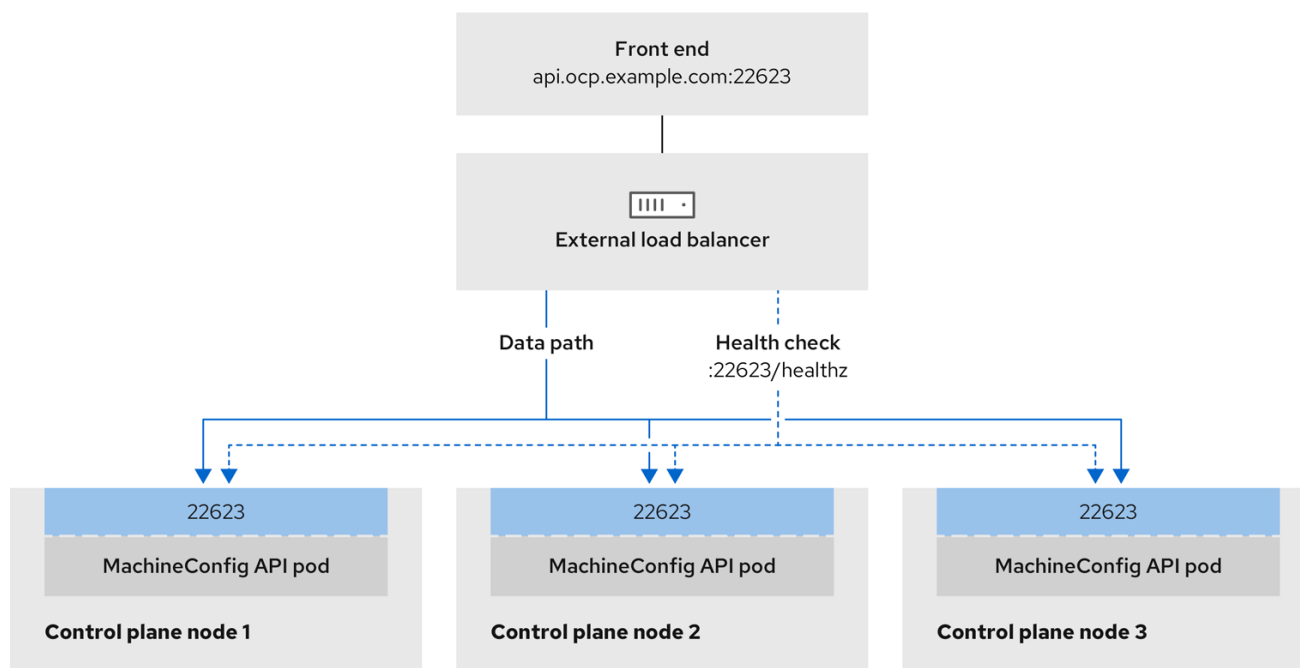 Front end
api.ocp.example.com:22623
External load balancer
Data path
Health check
:22623/healthz
22623
22623
22623
MachineConfig API pod
MachineConfig API pod
MachineConfig API pod
Control plane node 1
Control plane node 2
Control plane node 3